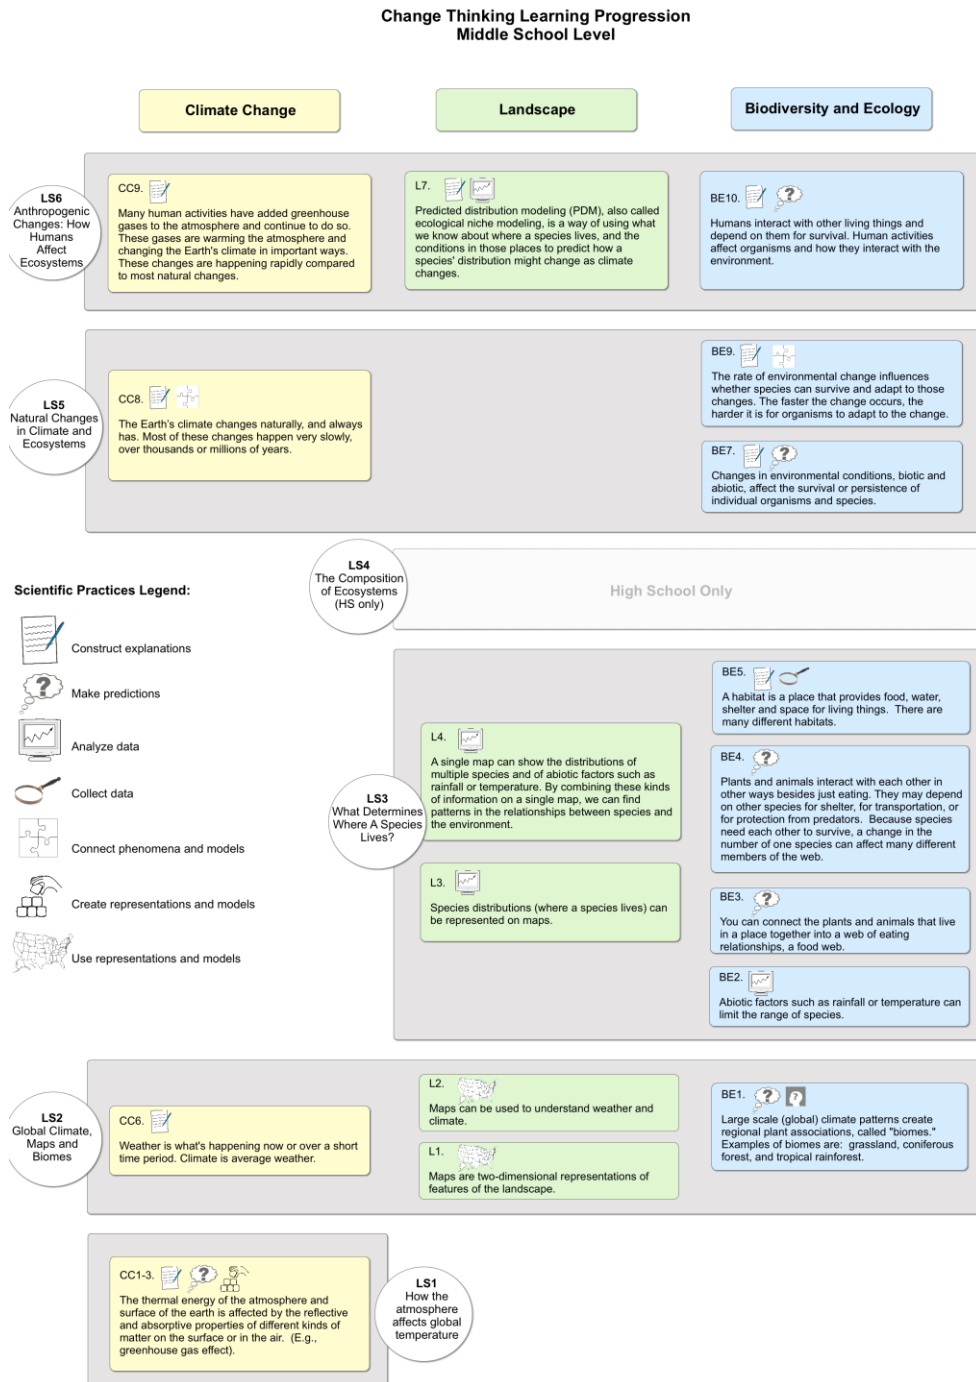 Change Thinking Learning Progression
Middle School Level
Climate Change
Landscape
Biodiversity and Ecology
LS6
Anthropogenic
Changes: How
Humans
Affect
Ecosystems
CC9.
Many human activities have added greenhouse
gases to the atmosphere and continue to do so.
These gases are warming the atmosphere and
changing the Earth's climate in important ways.
These changes are happening rapidly compared
to most natural changes.
L7.
Predicted distribution modeling (PDM), also called
ecological niche modeling, is a way of using what
we know about where a species lives, and the
conditions in those places to predict how a
species' distribution might change as climate
changes.
BE10.
Humans interact with other living things and
depend on them for survival. Human activities
affect organisms and how they interact with the
environment.
LS5
Natural Changes
in Climate and
Ecosystems
CC8.
The Earth's climate changes naturally, and always
has. Most of these changes happen very slowly,
over thousands or millions of years.
BE9.
The rate of environmental change influences
whether species can survive and adapt to those
changes. The faster the change occurs, the
harder it is for organisms to adapt to the change.
BE7.
Changes in environmental conditions, biotic and
abiotic, affect the survival or persistence of
individual organisms and species.
LS4
The Composition
of Ecosystems
(HS only)
High School Only
Scientific Practices Legend:
Construct explanations
Make predictions
Analyze data
Collect data
Connect phenomena and models
Create representations and models
Use representations and models
LS3
What Determines
Where A Species
Lives?
L4.
A single map can show the distributions of
multiple species and of abiotic factors such as
rainfall or temperature. By combining these kinds
of information on a single map, we can find
patterns in the relationships between species and
the environment.
L3.
Species distributions (where a species lives) can
be represented on maps.
BE5.
A habitat is a place that provides food, water,
shelter and space for living things. There are
many different habitats.
BE4.
Plants and animals interact with each other in
other ways besides just eating. They may depend
on other species for shelter, for transportation, or
for protection from predators. Because species
need each other to survive, a change in the
number of one species can affect many different
members of the web.
BE3.
You can connect the plants and animals that live
in a place together into a web of eating
relationships, a food web.
BE2.
Abiotic factors such as rainfall or temperature can
limit the range of species.
LS2
Global Climate,
Maps and
Biomes
CC6.
Weather is what's happening now or over a short
time period. Climate is average weather.
L2.
Maps can be used to understand weather and
climate.
L1.
Maps are two-dimensional representations of
features of the landscape.
BE1.
Large scale (global) climate patterns create
regional plant associations, called "biomes."
Examples of biomes are: grassland, coniferous
forest, and tropical rainforest.
CC1-3.
The thermal energy of the atmosphere and
surface of the earth is affected by the reflective
and absorptive properties of different kinds of
matter on the surface or in the air. (E.g.,
greenhouse gas effect).
LS1
How the
atmosphere
affects global
temperature